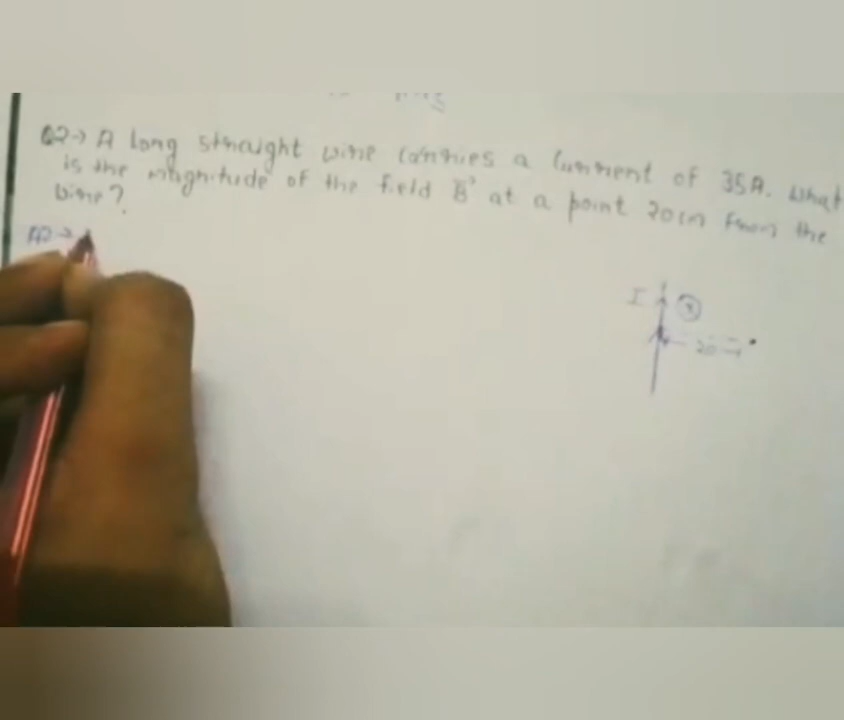 Q2→ A long straight wire carries a current of 35A. What
is the magnitude of the field B⃗ at a point 20cm from the
wire?
A2→
I
20